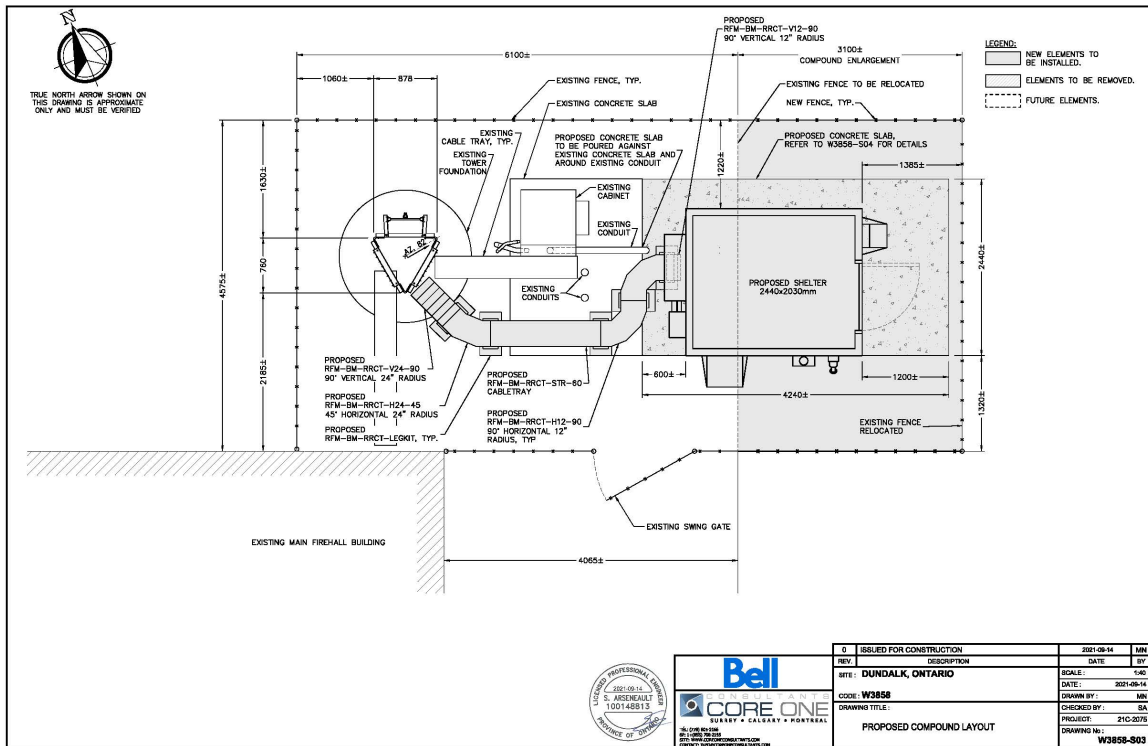 N
TRUE NORTH ARROW SHOWN ON
THIS DRAWING IS APPROXIMATE
ONLY AND MUST BE VERIFIED
6100±
3100±
COMPOUND ENLARGEMENT
1060±
878
PROPOSED
RFM-BM-RRCT-V12-90
90° VERTICAL 12" RADIUS
LEGEND:
NEW ELEMENTS TO
BE INSTALLED.
ELEMENTS TO BE REMOVED.
FUTURE ELEMENTS.
EXISTING FENCE, TYP.
EXISTING CONCRETE SLAB
EXISTING FENCE TO BE RELOCATED
NEW FENCE, TYP.
EXISTING
CABLE TRAY, TYP.
EXISTING
TOWER
FOUNDATION
PROPOSED CONCRETE SLAB
TO BE POURED AGAINST
EXISTING CONCRETE SLAB AND
AROUND EXISTING CONDUIT
PROPOSED CONCRETE SLAB,
REFER TO W3858-S04 FOR DETAILS
1220±
1385±
1630±
760
4575±
2185±
EXISTING
CABINET
EXISTING
CONDUIT
AZ. 82°
EXISTING
CONDUITS
PROPOSED SHELTER
2440x2030mm
2440±
1320±
PROPOSED
RFM-BM-RRCT-V24-90
90° VERTICAL 24" RADIUS
PROPOSED
RFM-BM-RRCT-H24-45
45° HORIZONTAL 24" RADIUS
PROPOSED
RFM-BM-RRCT-LEGKIT, TYP.
PROPOSED
RFM-BM-RRCT-STR-60
CABLETRAY
PROPOSED
RFM-BM-RRCT-H12-90
90° HORIZONTAL 12"
RADIUS, TYP
600±
1200±
4240±
EXISTING FENCE
RELOCATED
EXISTING SWING GATE
EXISTING MAIN FIREHALL BUILDING
4065±
LICENSED PROFESSIONAL ENGINEER
2021-09-14
S. ARSENEAULT
100148813
PROVINCE OF ONTARIO
Bell
CONSULTANTS
CORE ONE
SURREY • CALGARY • MONTREAL
0 ISSUED FOR CONSTRUCTION 2021-09-14 MN
REV. DESCRIPTION DATE BY
SITE : DUNDALK, ONTARIO
CODE : W3858
DRAWING TITLE :
PROPOSED COMPOUND LAYOUT
SCALE : 1:40
DATE : 2021-09-14
DRAWN BY : MN
CHECKED BY : SA
PROJECT: 21C-2075
DRAWING No :
W3858-S03